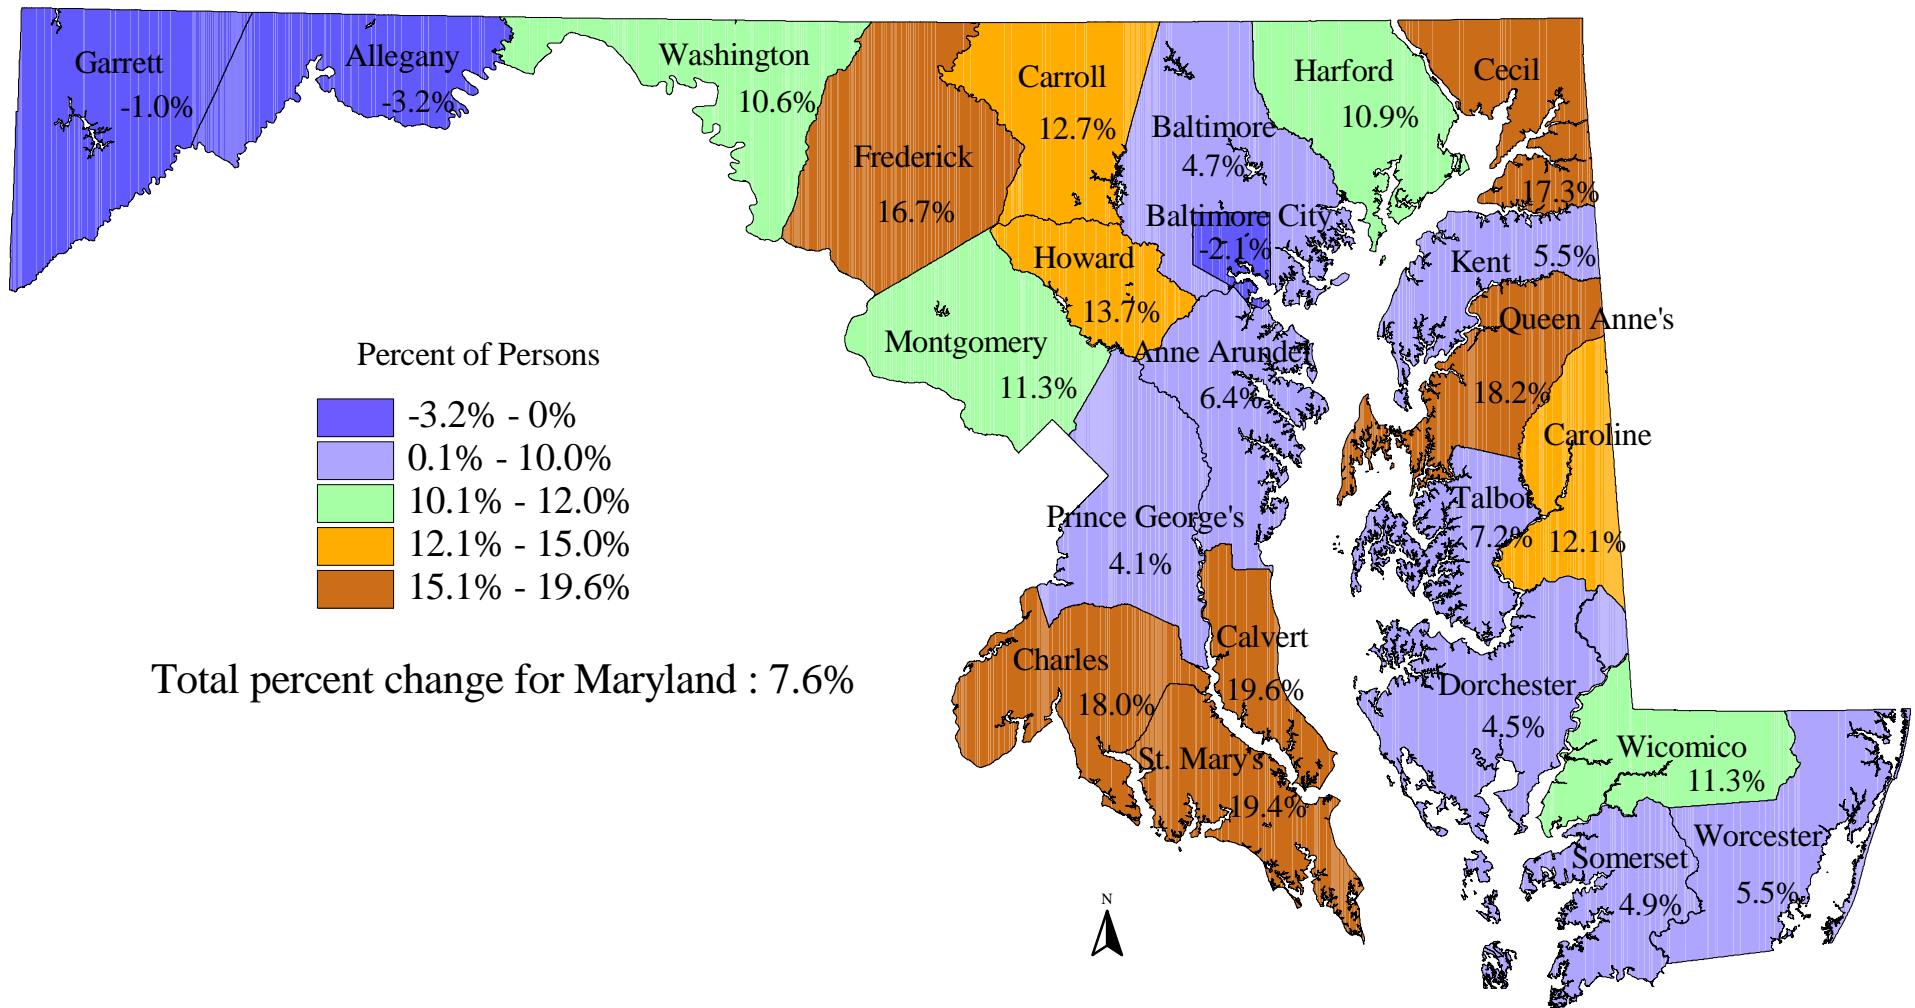 Garrett
-1.0%
Allegany
-3.2%
Washington
10.6%
Frederick
16.7%
Carroll
12.7%
Baltimore
4.7%
Baltimore City
-2.1%
Harford
10.9%
Cecil
17.3%
Howard
13.7%
Montgomery
11.3%
Anne Arundel
6.4%
Kent 5.5%
Queen Anne's
18.2%
Caroline
12.1%
Talbot
7.2%
Prince George's
4.1%
Percent of Persons
-3.2% - 0%
0.1% - 10.0%
10.1% - 12.0%
12.1% - 15.0%
15.1% - 19.6%
Total percent change for Maryland : 7.6%
Charles
18.0%
Calvert
19.6%
St. Mary's
19.4%
Dorchester
4.5%
Wicomico
11.3%
Somerset
4.9%
Worcester
5.5%
N